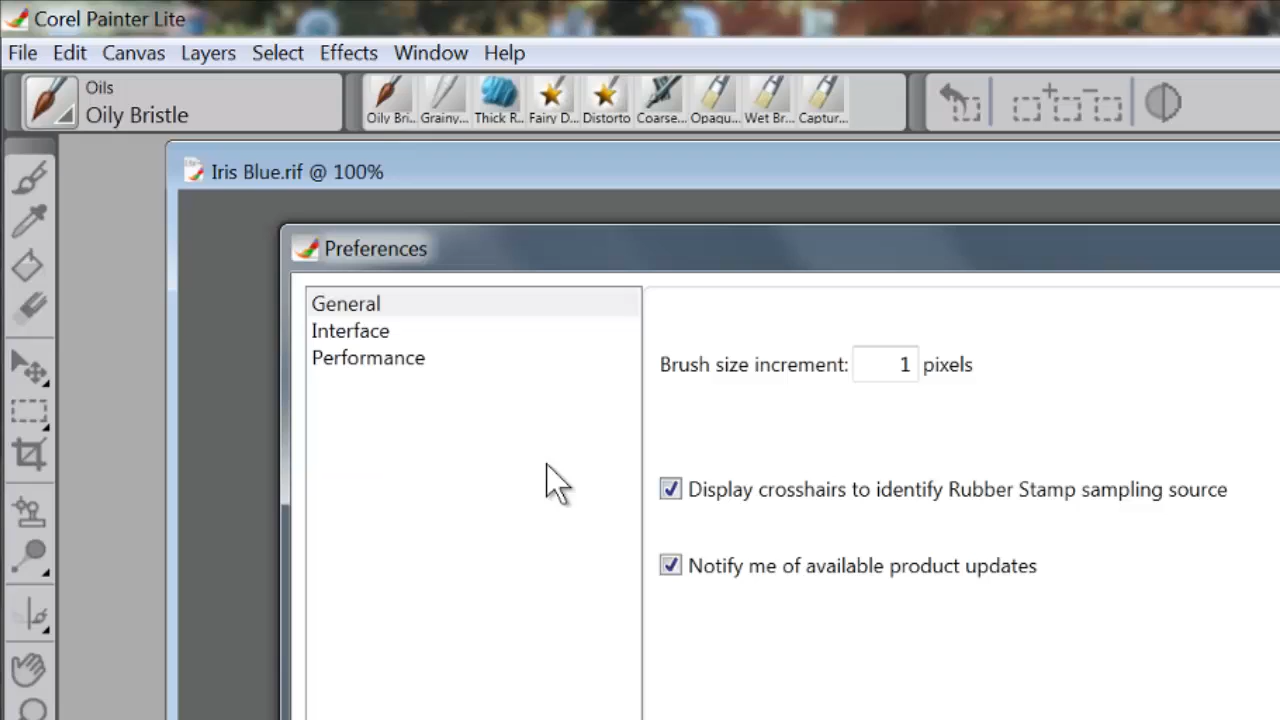 Corel Painter Lite
File Edit Canvas Layers Select Effects Window Help
Oils
Oily Bristle
Oily Bri... Grainy... Thick R... Fairy D... Distorto Coarse... Opaqu... Wet Br... Captur...
Iris Blue.rif @ 100%
Preferences
General
Interface
Performance
Brush size increment: 1 pixels
Display crosshairs to identify Rubber Stamp sampling source
Notify me of available product updates